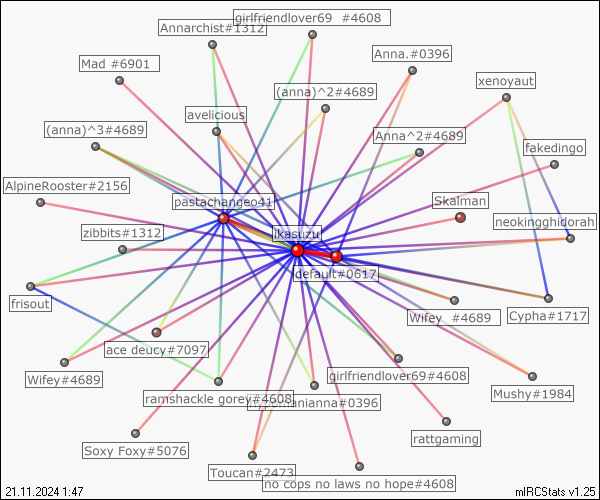 girlfriendlover69 #4608
Annarchist#1312
Anna.#0396
Mad #6901
xenoyaut
(anna)^2#4689
avelicious
(anna)^3#4689
Anna^2#4689
fakedingo
AlpineRooster#2156
pastachangeo41
Skalman
neokingghidorah
zibbits#1312
ikasuzu
default#0617
frisout
Wifey #4689
Cypha#1717
ace deucy#7097
Wifey#4689
girlfriendlover69#4608
Mushy#1984
ramshackle gorey#4608
#0396
rattgaming
Soxy Foxy#5076
Toucan#2473
no cops no laws no hope#4608
21.11.2024 1:47
mIRCStats v1.25